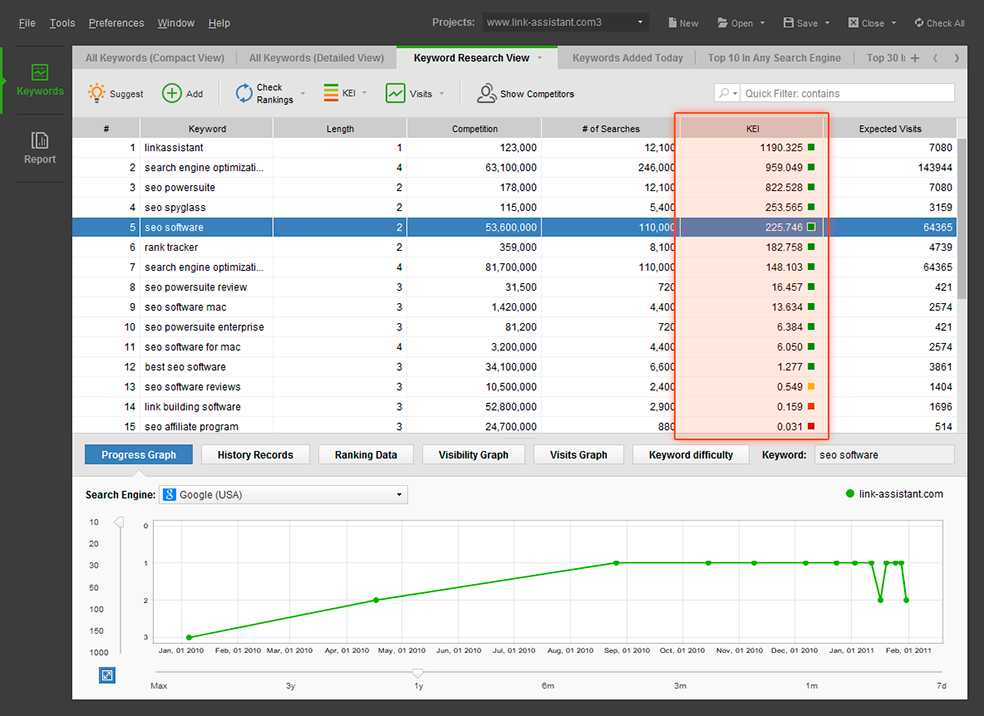 File Tools Preferences Window Help Projects: www.link-assistant.com3 New Open Save Close Check All
Keywords
Report
All Keywords (Compact View) All Keywords (Detailed View) Keyword Research View Keywords Added Today Top 10 In Any Search Engine Top 30 I
Suggest Add Check Rankings KEI Visits Show Competitors Quick Filter: contains
# Keyword Length Competition # of Searches KEI Expected Visits
1 linkassistant 1 123,000 12,100 1190.325 7080
2 search engine optimizati... 4 63,100,000 246,000 959.049 143944
3 seo powersuite 2 178,000 12,100 822.528 7080
4 seo spyglass 2 115,000 5,400 253.565 3159
5 seo software 2 53,600,000 110,000 225.746 64365
6 rank tracker 2 359,000 8,100 182.758 4739
7 search engine optimizati... 4 81,700,000 110,000 148.103 64365
8 seo powersuite review 3 31,500 720 16.457 421
9 seo software mac 3 1,420,000 4,400 13.634 2574
10 seo powersuite enterprise 3 81,200 720 6.384 421
11 seo software for mac 4 3,200,000 4,400 6.050 2574
12 best seo software 3 34,100,000 6,600 1.277 3861
13 seo software reviews 3 10,500,000 2,400 0.549 1404
14 link building software 3 52,800,000 2,900 0.159 1696
15 seo affiliate program 3 24,700,000 880 0.031 514
Progress Graph History Records Ranking Data Visibility Graph Visits Graph Keyword difficulty Keyword: seo software
Search Engine: Google (USA) link-assistant.com
10
20
30
50
100
150
1000
0
1
2
3
Jan, 01 2010 Feb, 01 2010 Mar, 01 2010 Apr, 01 2010 May, 01 2010 Jun, 01 2010 Jul, 01 2010 Aug, 01 2010 Sep, 01 2010 Oct, 01 2010 Nov, 01 2010 Dec, 01 2010 Jan, 01 2011 Feb, 01 2011
Max 3y 1y 6m 3m 1m 7d